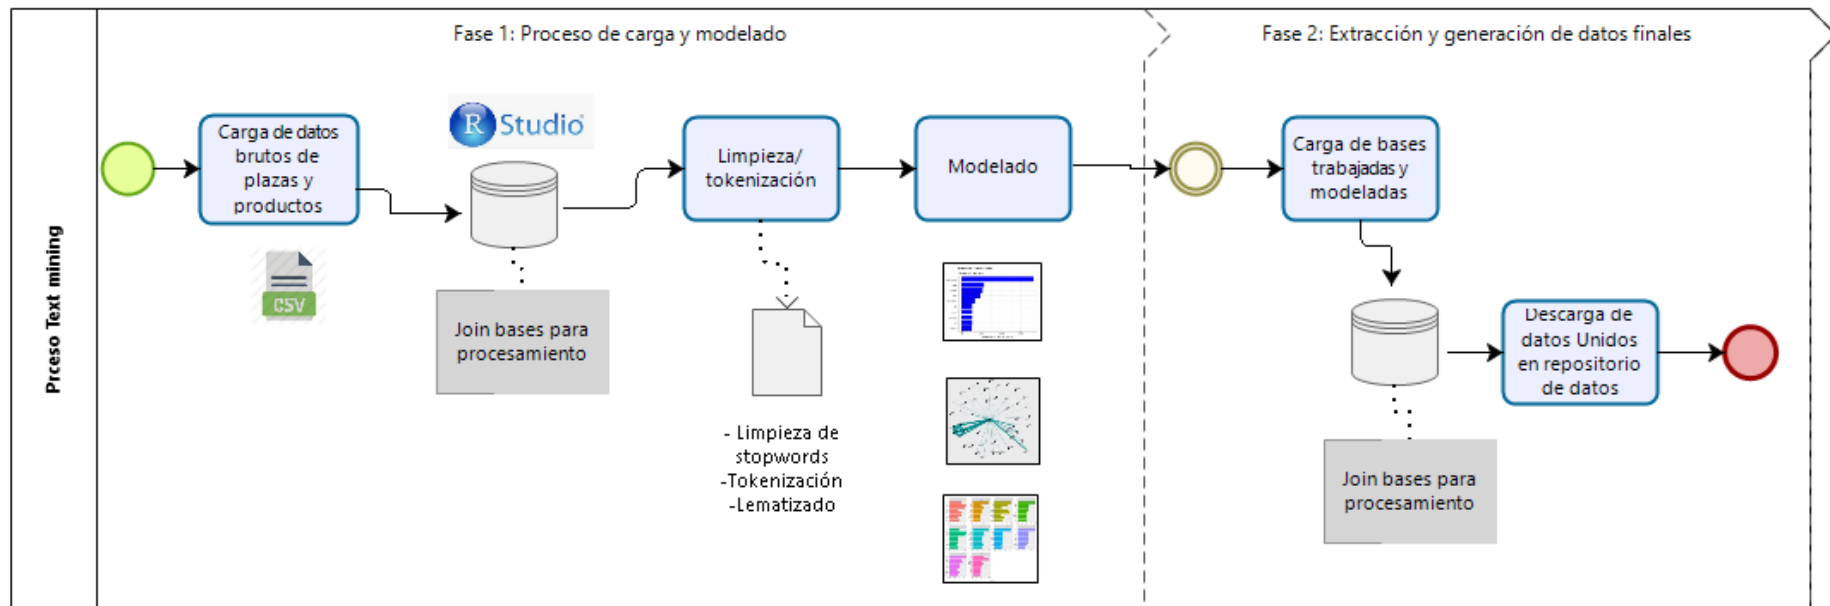 Fase 1: Proceso de carga y modelado
Fase 2: Extracción y generación de datos finales
Prceso Text mining
Carga de datos
brutos de
plazas y
productos
CSV
R Studio
Join bases para
procesamiento
Limpieza/
tokenización
- Limpieza de
stopwords
-Tokenización
-Lematizado
Modelado
Carga de bases
trabajadas y
modeladas
Join bases para
procesamiento
Descarga de
datos Unidos
en repositorio
de datos